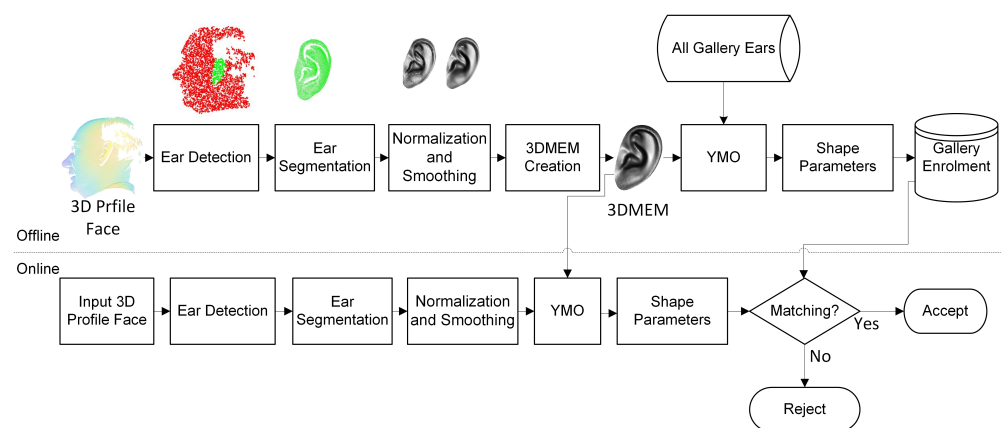 All Gallery Ears
Ear Detection
Ear
Segmentation
Normalization
and
Smoothing
3DMEM
Creation
YMO
Shape
Parameters
Gallery
Enrolment
3D Prfile
Face
3DMEM
Offline
Online
Input 3D
Profile Face
Ear Detection
Ear
Segmentation
Normalization
and Smoothing
YMO
Shape
Parameters
Matching?
Yes
Accept
No
Reject